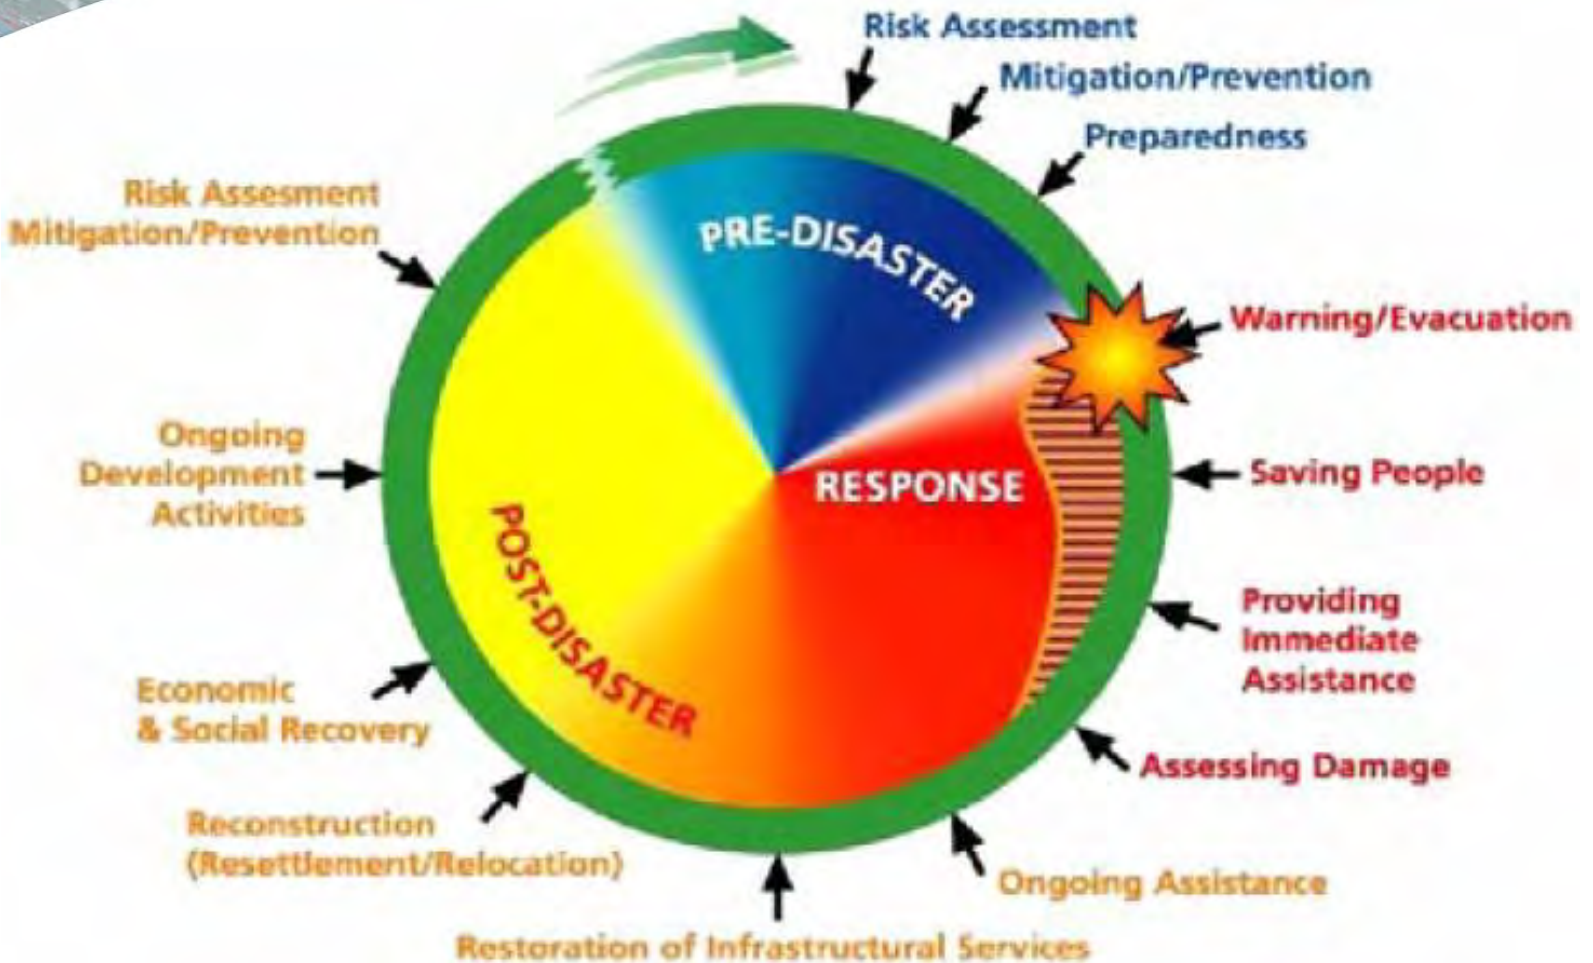 Risk Assessment
Mitigation/Prevention
Preparedness
Warning/Evacuation
Saving People
Providing
Immediate
Assistance
Assessing Damage
Ongoing Assistance
Restoration of Infrastructural Services
Reconstruction
(Resettlement/Relocation)
Economic
& Social Recovery
Ongoing
Development
Activities
Risk Assesment
Mitigation/Prevention
PRE-DISASTER
RESPONSE
POST-DISASTER